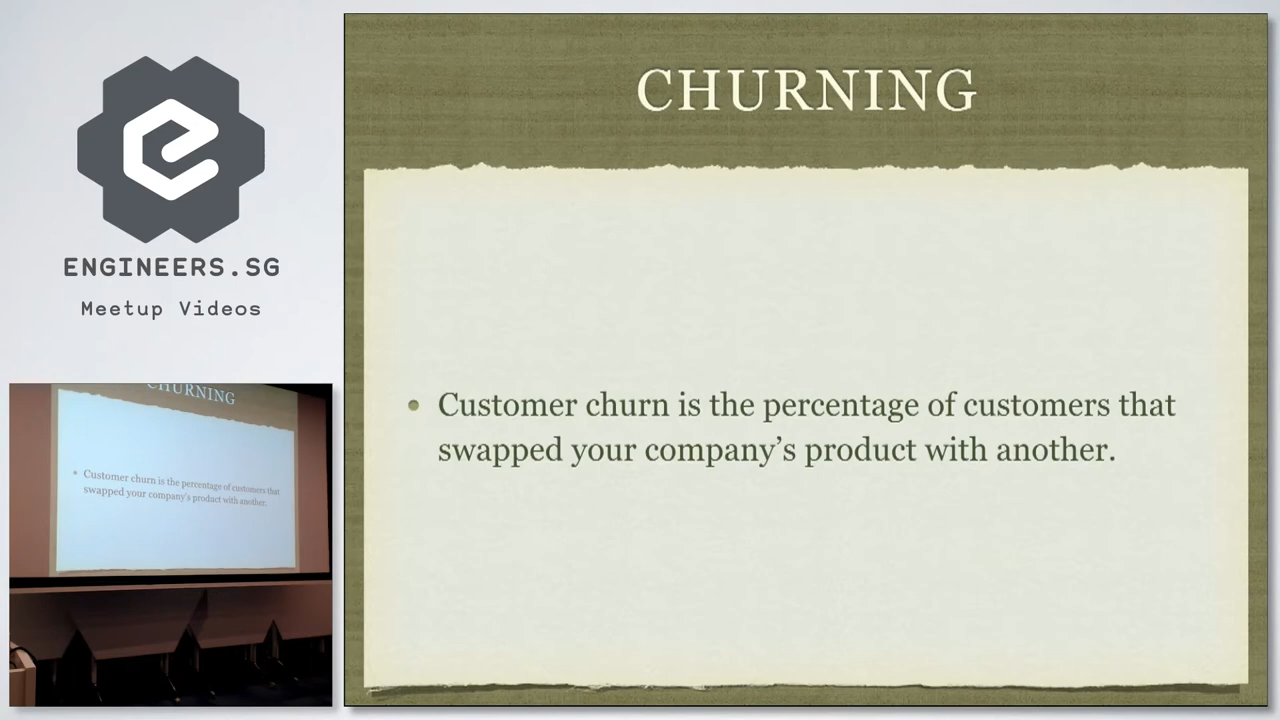 ENGINEERS.SG
Meetup Videos
CHURNING
• Customer churn is the percentage of customers that
swapped your company’s product with another.
CHURNING
• Customer churn is the percentage of customers that
swapped your company's product with another.